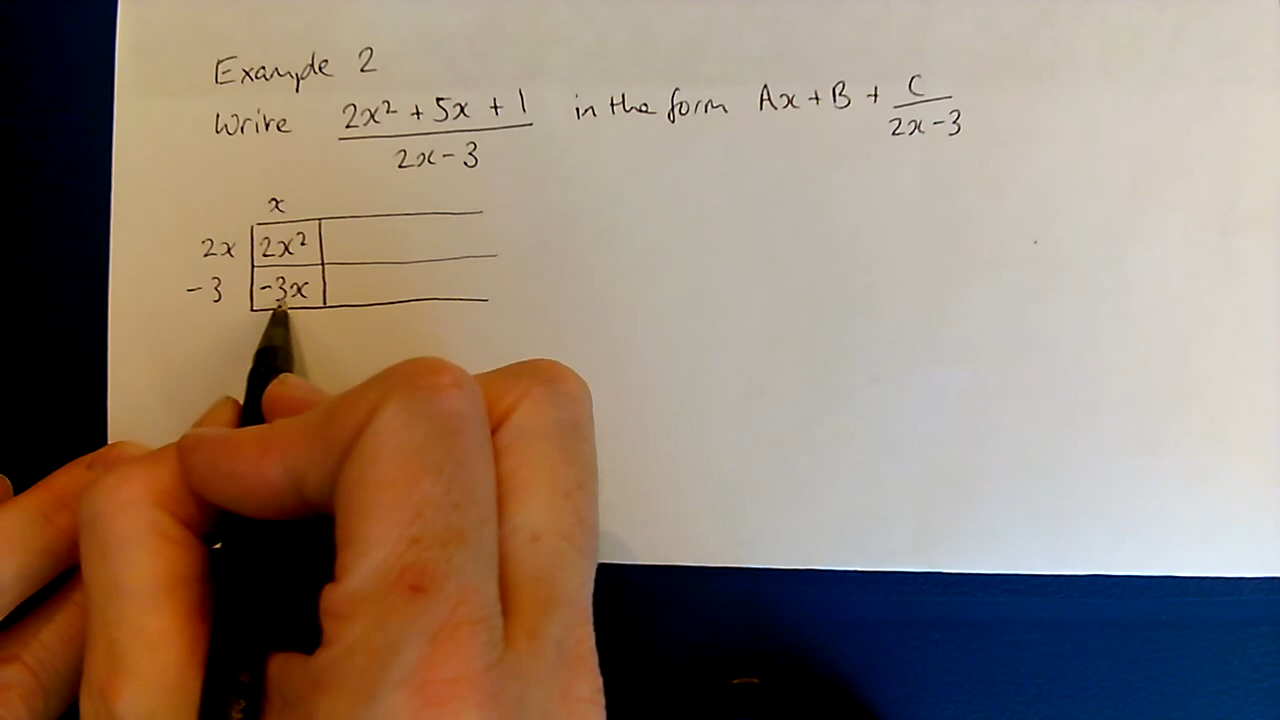 Example 2
Write 2x² + 5x + 1 / 2x - 3 in the form Ax + B + C / 2x - 3
x
2x 2x²
-3 -3x